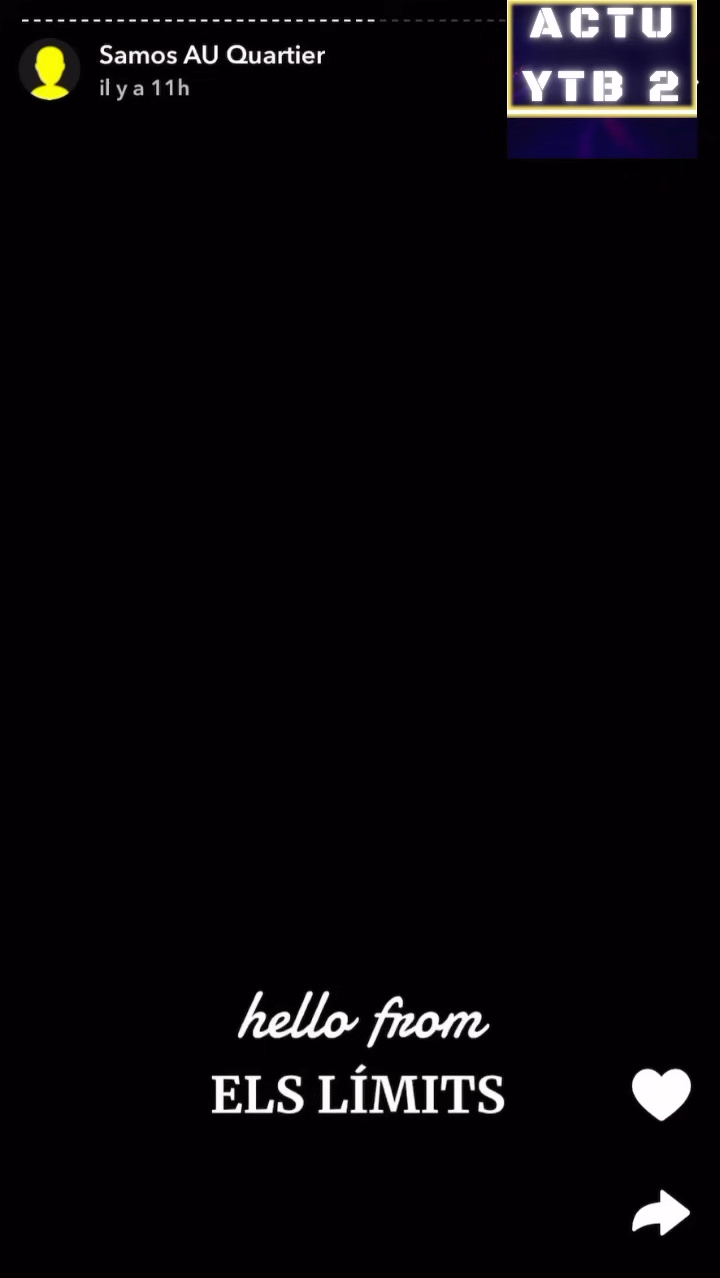 Samos AU Quartier
il y a 11h
ACTU
YTB 2
hello from
ELS LÍMITS